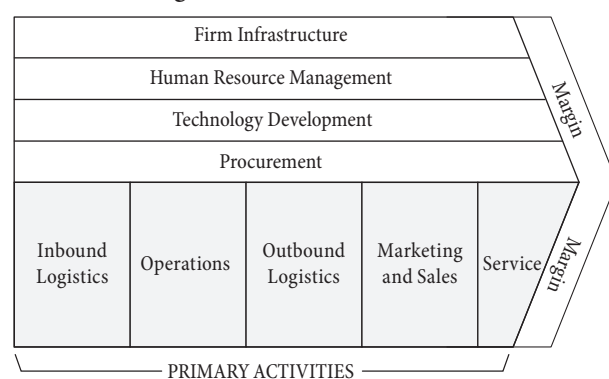 Firm Infrastructure
Human Resource Management
Technology Development
Procurement
Margin
Inbound
Logistics
Operations
Outbound
Logistics
Marketing
and Sales
Service
Margin
PRIMARY ACTIVITIES